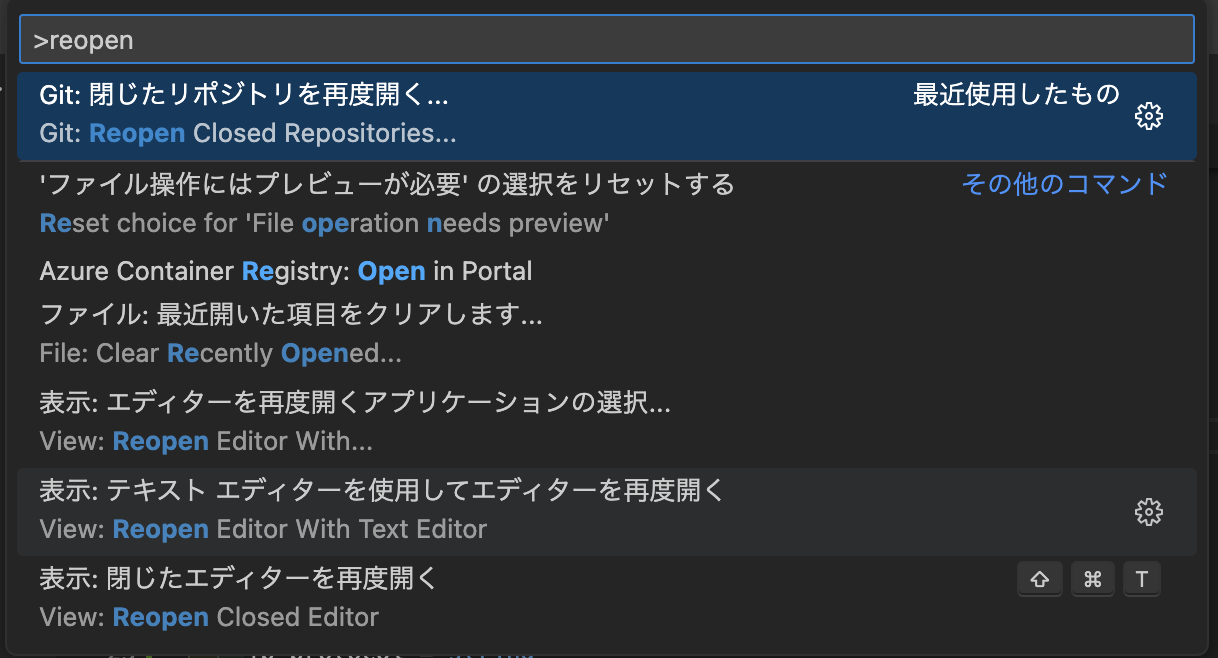 >reopen
Git: 閉じたリポジトリを再度開く... 最近使用したもの
Git: Reopen Closed Repositories...
'ファイル操作にはプレビューが必要' の選択をリセットする その他のコマンド
Reset choice for 'File operation needs preview'
Azure Container Registry: Open in Portal
ファイル: 最近開いた項目をクリアします...
File: Clear Recently Opened...
表示: エディターを再度開くアプリケーションの選択...
View: Reopen Editor With...
表示: テキスト エディターを使用してエディターを再度開く
View: Reopen Editor With Text Editor
表示: 閉じたエディターを再度開く ⇧ ⌘ T
View: Reopen Closed Editor